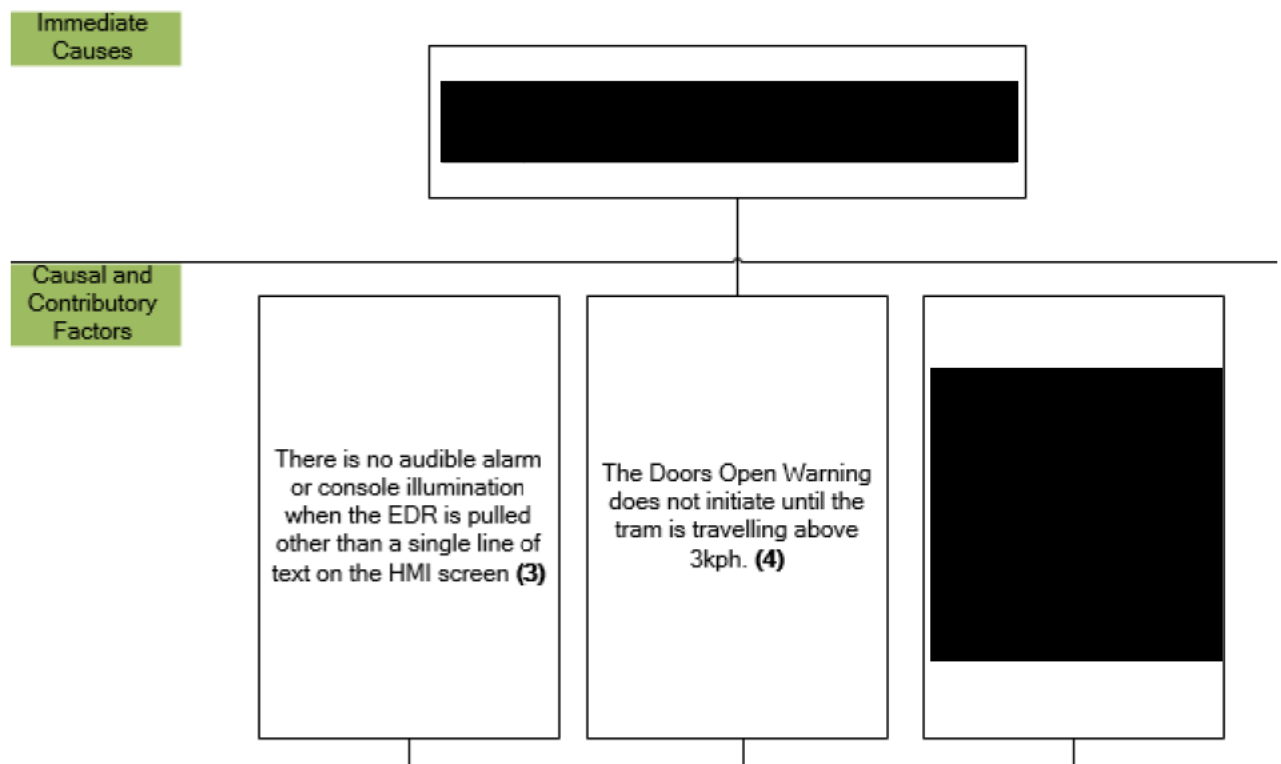 Immediate
Causes
Causal and
Contributory
Factors
There is no audible alarm
or console illumination
when the EDR is pulled
other than a single line of
text on the HMI screen (3)
The Doors Open Warning
does not initiate until the
tram is travelling above
3kph. (4)